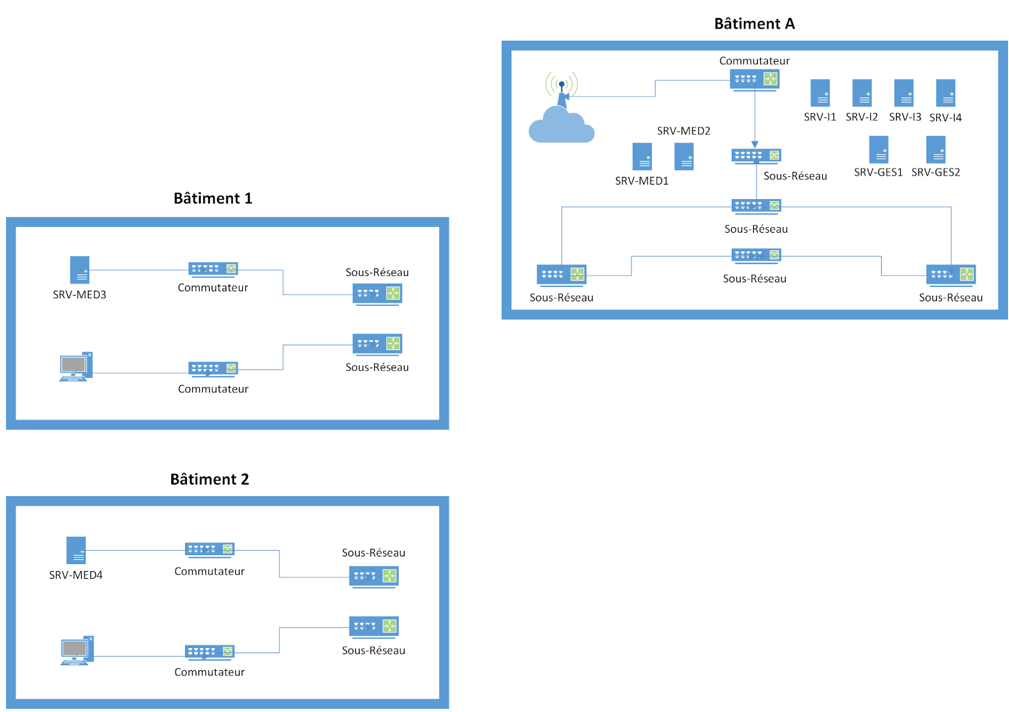 Bâtiment A
Commutateur
SRV-I1
SRV-I2
SRV-I3
SRV-I4
SRV-MED2
SRV-MED1
Sous-Réseau
SRV-GES1
SRV-GES2
Sous-Réseau
Sous-Réseau
Sous-Réseau
Sous-Réseau
Bâtiment 1
SRV-MED3
Commutateur
Sous-Réseau
Commutateur
Sous-Réseau
Bâtiment 2
SRV-MED4
Commutateur
Sous-Réseau
Commutateur
Sous-Réseau